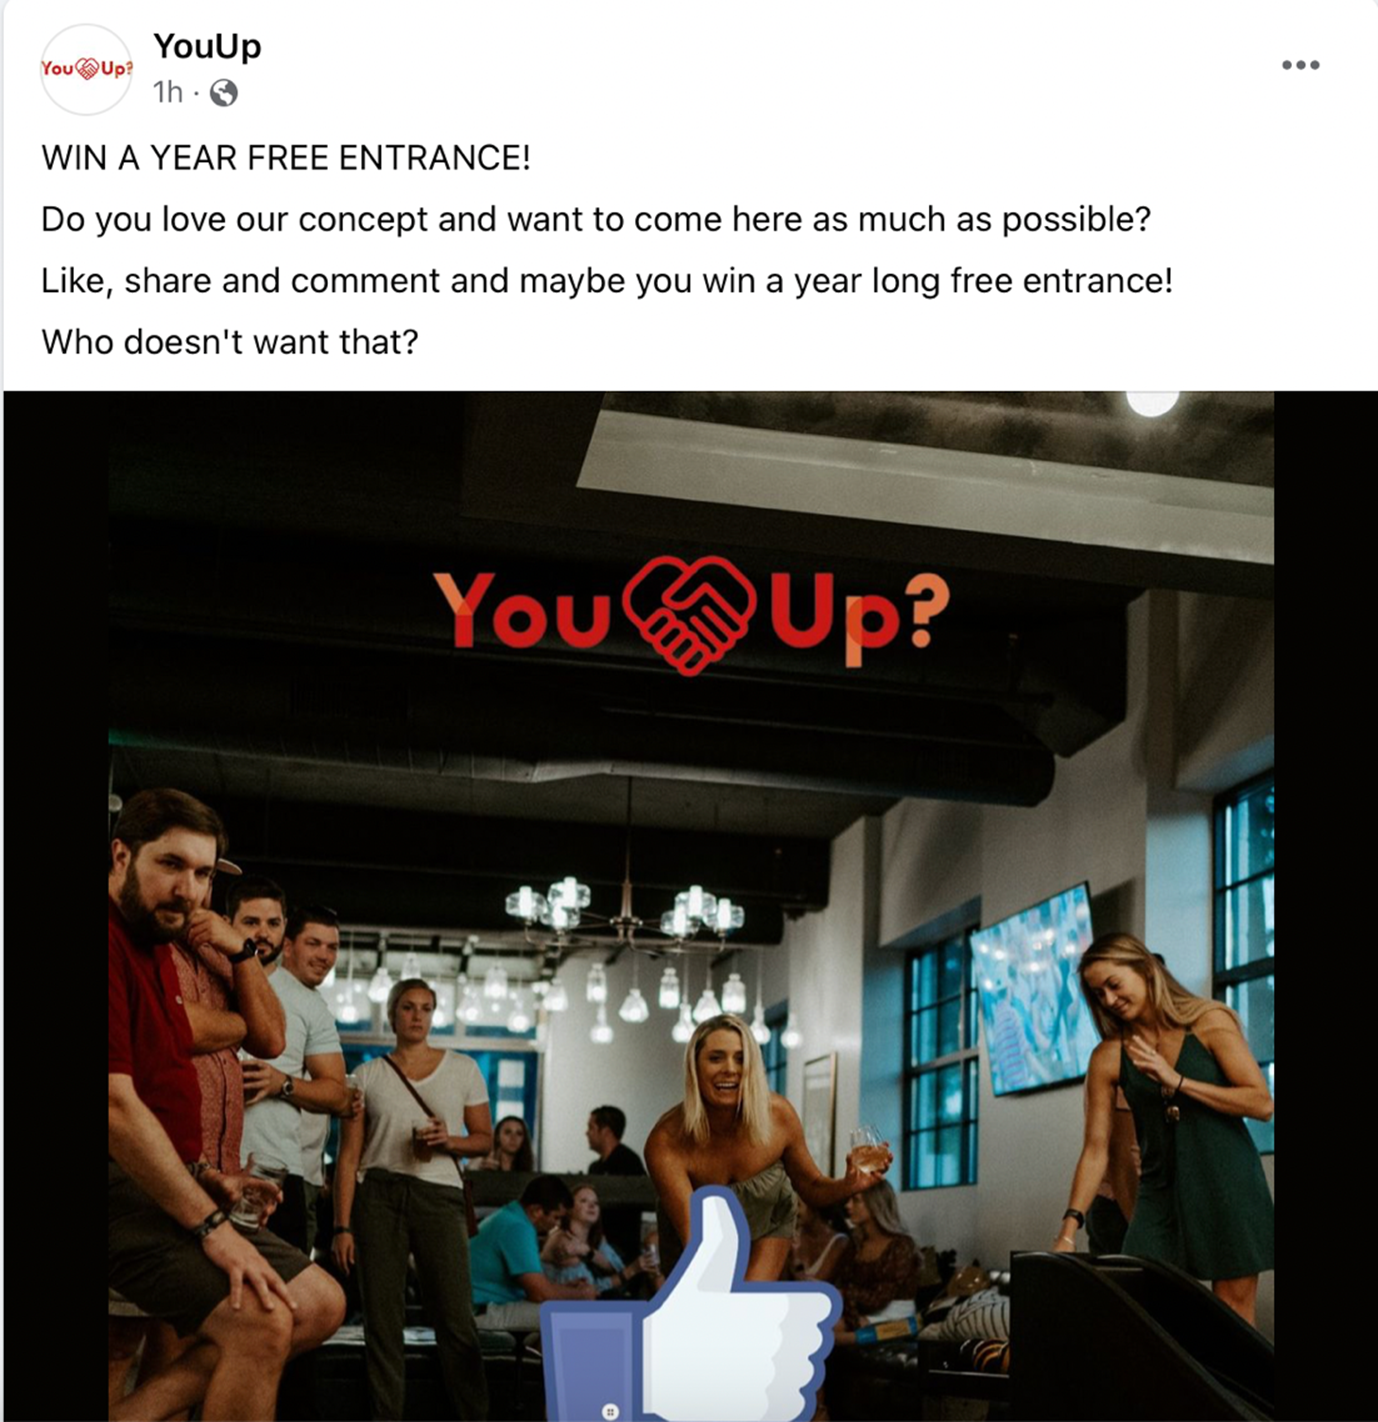 You Up?
YouUp
1h ·
WIN A YEAR FREE ENTRANCE!
Do you love our concept and want to come here as much as possible?
Like, share and comment and maybe you win a year long free entrance!
Who doesn't want that?
You Up?